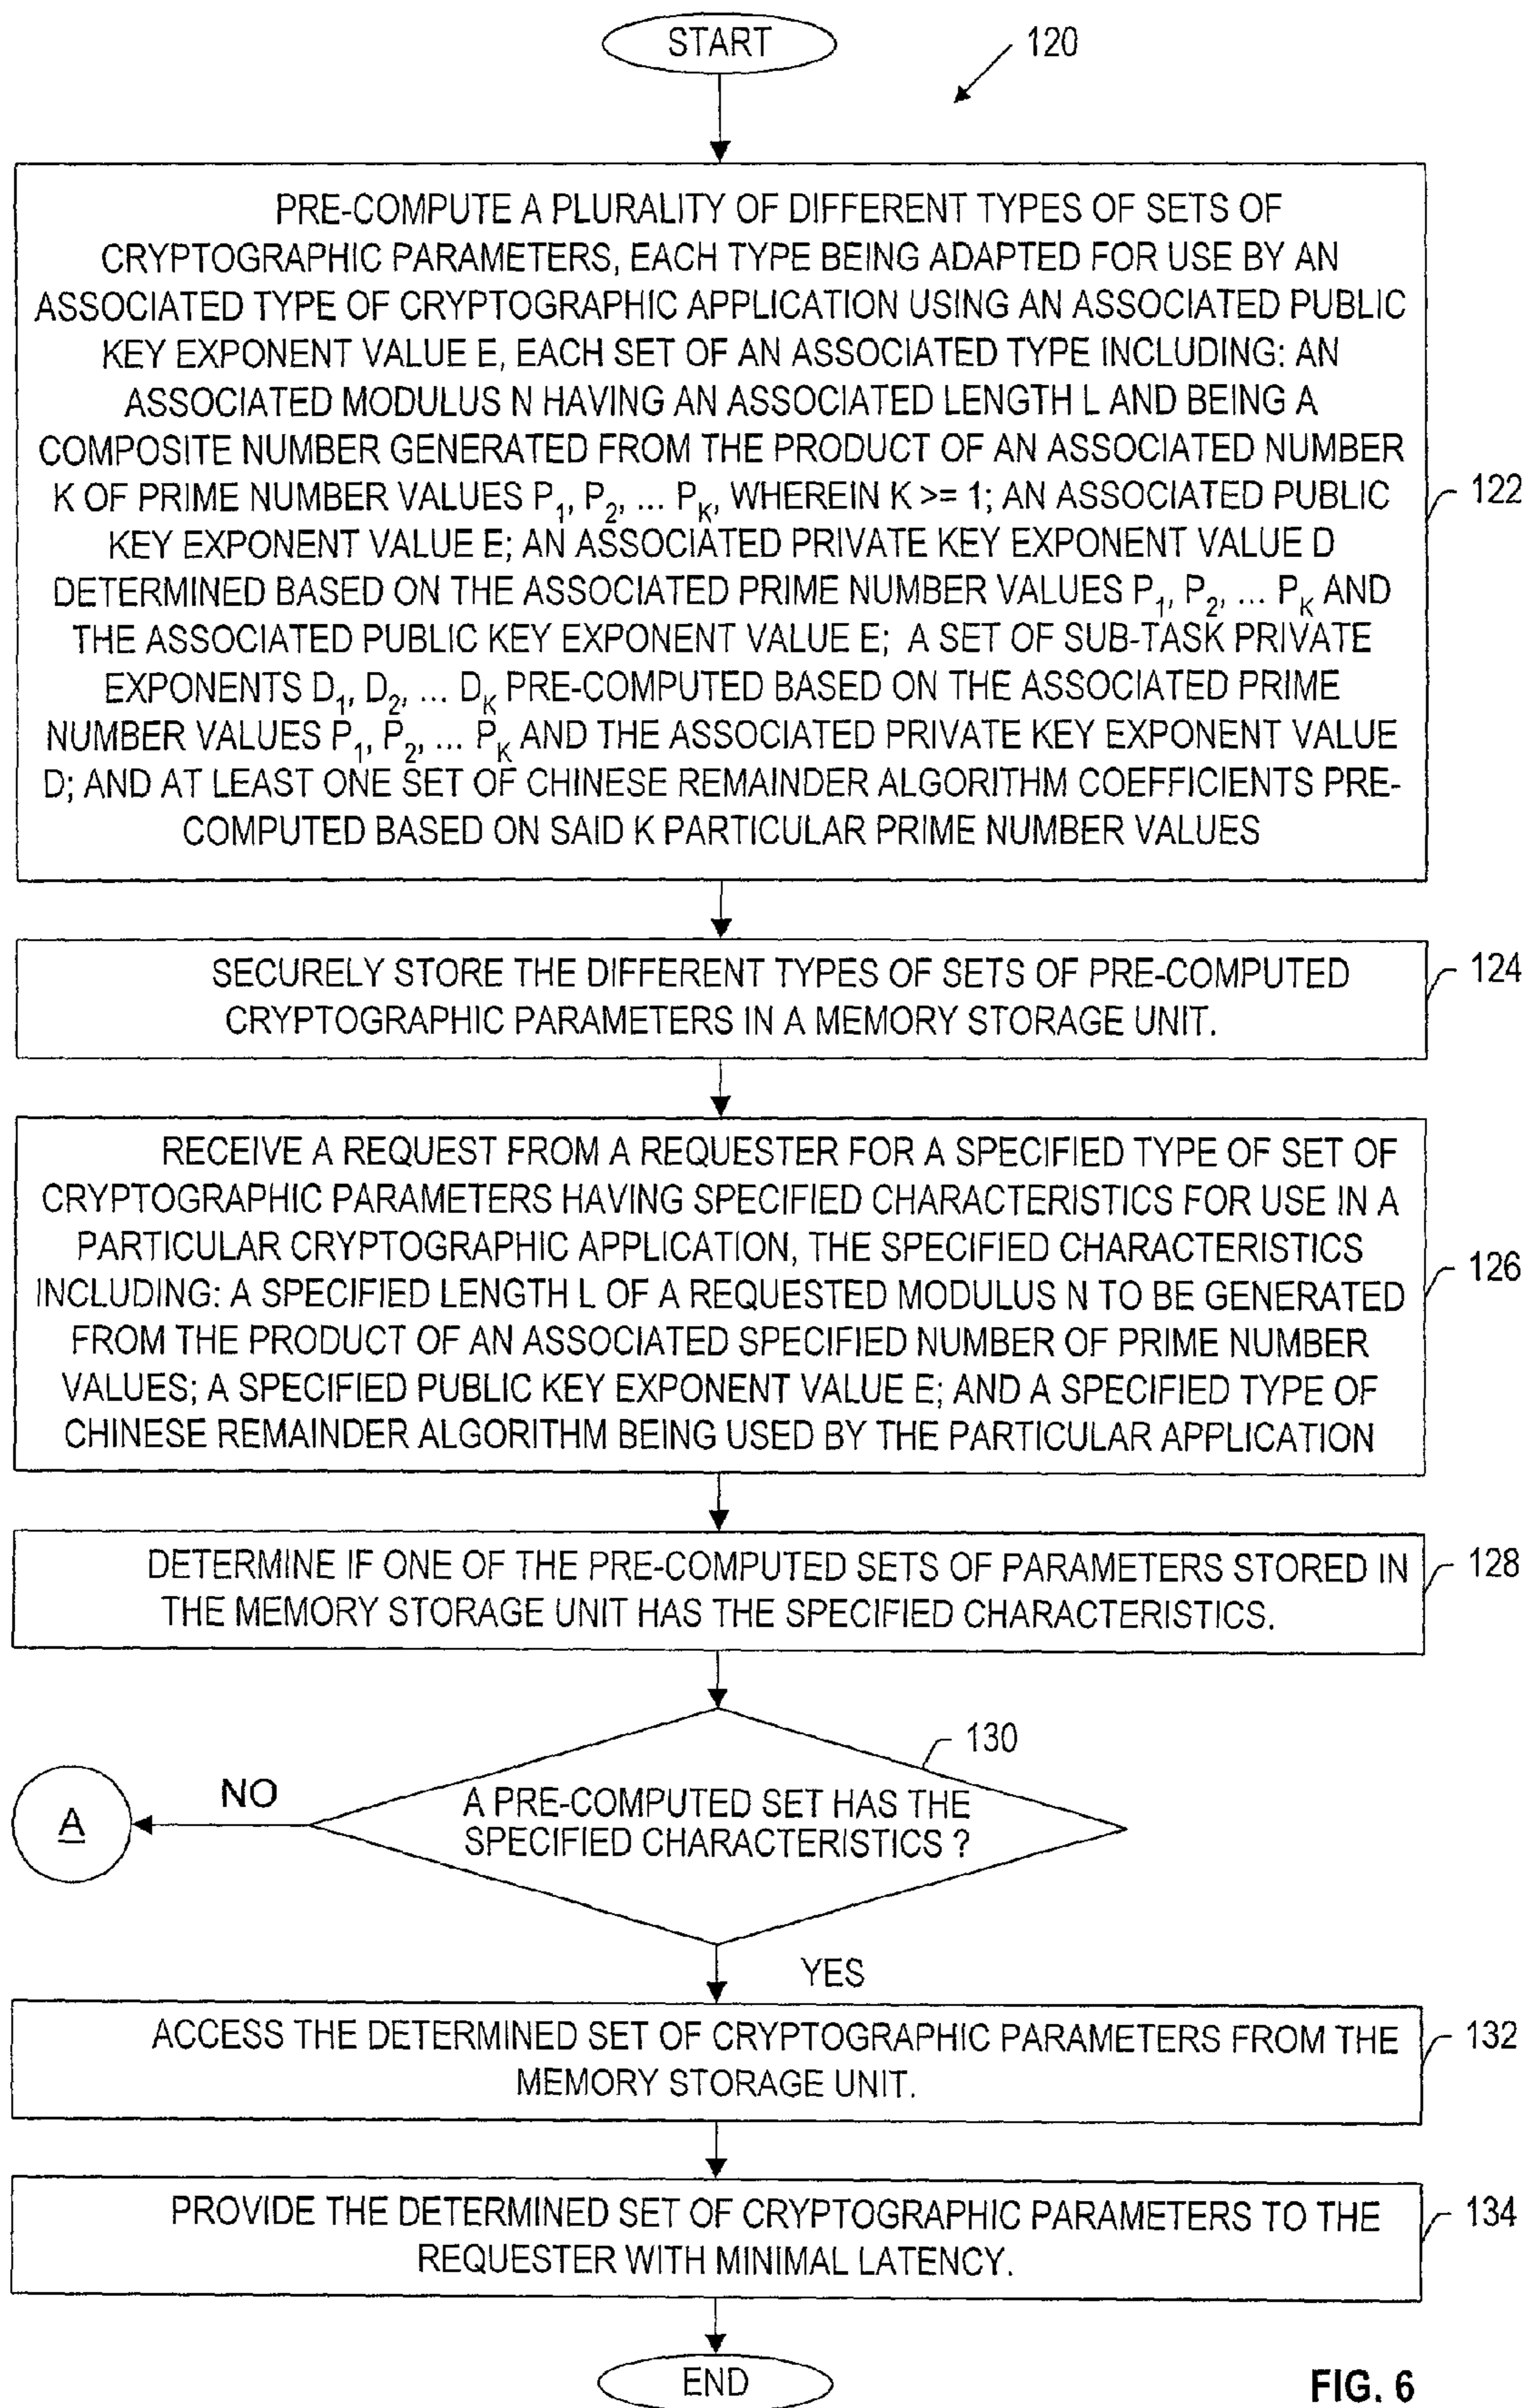 START
120
PRE-COMPUTE A PLURALITY OF DIFFERENT TYPES OF SETS OF
CRYPTOGRAPHIC PARAMETERS, EACH TYPE BEING ADAPTED FOR USE BY AN
ASSOCIATED TYPE OF CRYPTOGRAPHIC APPLICATION USING AN ASSOCIATED PUBLIC
KEY EXPONENT VALUE E, EACH SET OF AN ASSOCIATED TYPE INCLUDING: AN
ASSOCIATED MODULUS N HAVING AN ASSOCIATED LENGTH L AND BEING A
COMPOSITE NUMBER GENERATED FROM THE PRODUCT OF AN ASSOCIATED NUMBER
K OF PRIME NUMBER VALUES P₁, P₂, ... P_K, WHEREIN K >= 1; AN ASSOCIATED PUBLIC
KEY EXPONENT VALUE E; AN ASSOCIATED PRIVATE KEY EXPONENT VALUE D
DETERMINED BASED ON THE ASSOCIATED PRIME NUMBER VALUES P₁, P₂, ... P_K AND
THE ASSOCIATED PUBLIC KEY EXPONENT VALUE E; A SET OF SUB-TASK PRIVATE
EXPONENTS D₁, D₂, ... D_K PRE-COMPUTED BASED ON THE ASSOCIATED PRIME
NUMBER VALUES P₁, P₂, ... P_K AND THE ASSOCIATED PRIVATE KEY EXPONENT VALUE
D; AND AT LEAST ONE SET OF CHINESE REMAINDER ALGORITHM COEFFICIENTS PRE-
COMPUTED BASED ON SAID K PARTICULAR PRIME NUMBER VALUES
122
SECURELY STORE THE DIFFERENT TYPES OF SETS OF PRE-COMPUTED
CRYPTOGRAPHIC PARAMETERS IN A MEMORY STORAGE UNIT.
124
RECEIVE A REQUEST FROM A REQUESTER FOR A SPECIFIED TYPE OF SET OF
CRYPTOGRAPHIC PARAMETERS HAVING SPECIFIED CHARACTERISTICS FOR USE IN A
PARTICULAR CRYPTOGRAPHIC APPLICATION, THE SPECIFIED CHARACTERISTICS
INCLUDING: A SPECIFIED LENGTH L OF A REQUESTED MODULUS N TO BE GENERATED
FROM THE PRODUCT OF AN ASSOCIATED SPECIFIED NUMBER OF PRIME NUMBER
VALUES; A SPECIFIED PUBLIC KEY EXPONENT VALUE E; AND A SPECIFIED TYPE OF
CHINESE REMAINDER ALGORITHM BEING USED BY THE PARTICULAR APPLICATION
126
DETERMINE IF ONE OF THE PRE-COMPUTED SETS OF PARAMETERS STORED IN
THE MEMORY STORAGE UNIT HAS THE SPECIFIED CHARACTERISTICS.
128
130
A PRE-COMPUTED SET HAS THE
SPECIFIED CHARACTERISTICS ?
NO
A
YES
ACCESS THE DETERMINED SET OF CRYPTOGRAPHIC PARAMETERS FROM THE
MEMORY STORAGE UNIT.
132
PROVIDE THE DETERMINED SET OF CRYPTOGRAPHIC PARAMETERS TO THE
REQUESTER WITH MINIMAL LATENCY.
134
END
FIG. 6